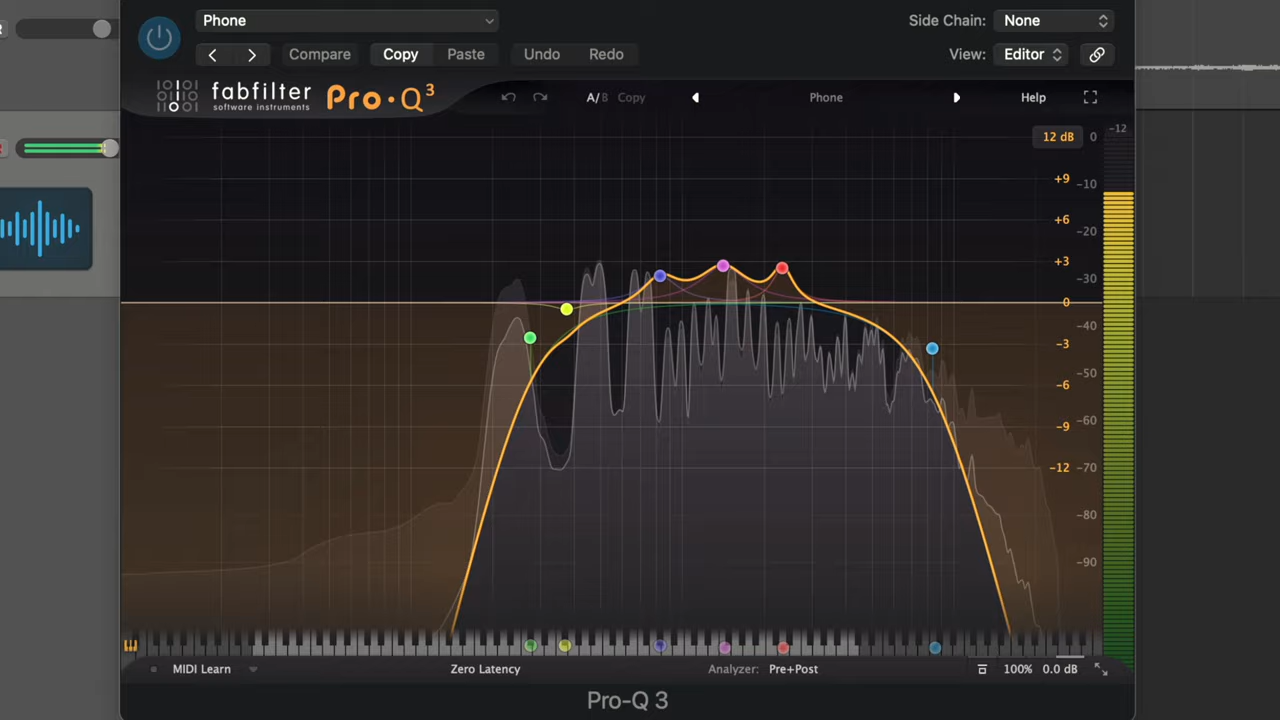 Phone
Side Chain: None
Compare Copy Paste Undo Redo
View: Editor
fabfilter
software instruments
Pro·Q 3
A/B Copy
Phone
Help
12 dB
0
-12
+9
-10
+6
-20
+3
-30
0
-40
-3
-50
-6
-60
-9
-12
-70
-80
-90
MIDI Learn
Zero Latency
Analyzer: Pre+Post
100%
0.0 dB
Pro-Q 3